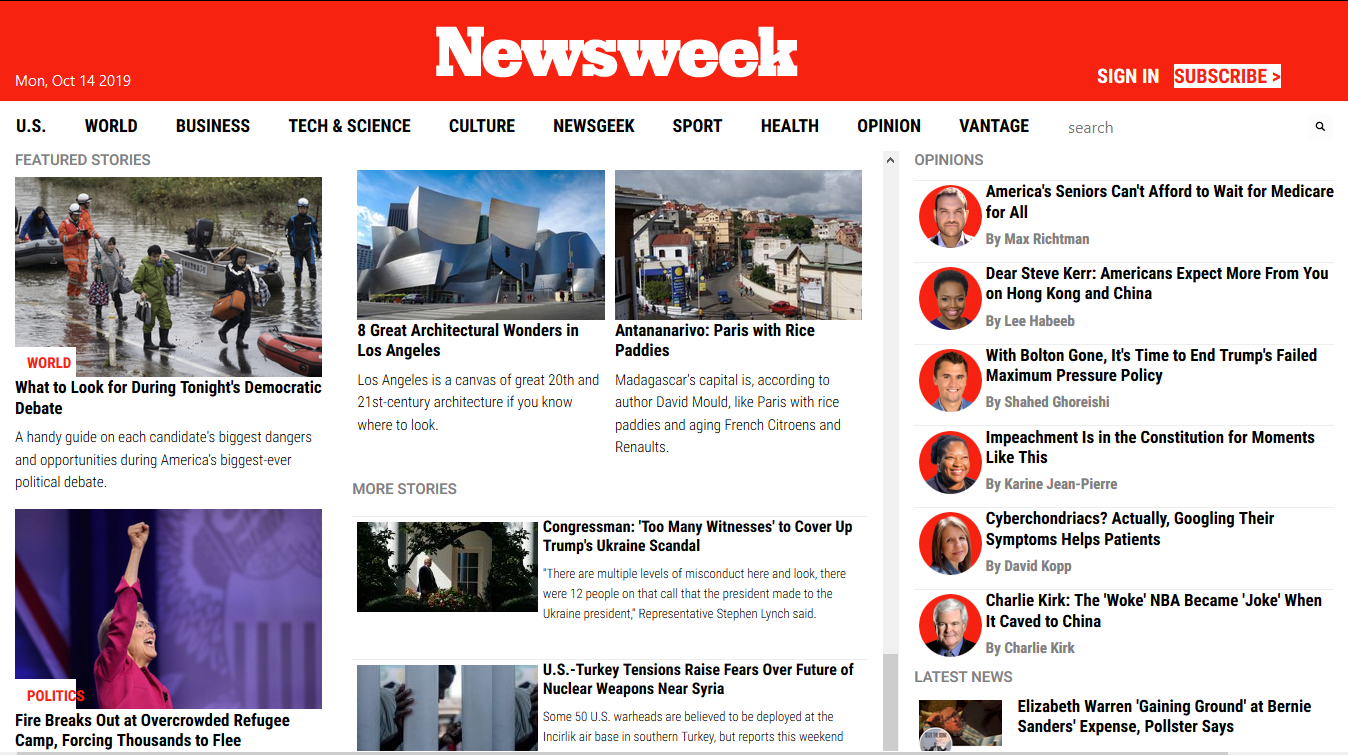 Newsweek
Mon, Oct 14 2019
SIGN IN SUBSCRIBE >
U.S. WORLD BUSINESS TECH & SCIENCE CULTURE NEWSGEEK SPORT HEALTH OPINION VANTAGE search
FEATURED STORIES
WORLD
What to Look for During Tonight's Democratic
Debate
A handy guide on each candidate's biggest dangers
and opportunities during America's biggest-ever
political debate.
POLITICS
Fire Breaks Out at Overcrowded Refugee
Camp, Forcing Thousands to Flee
8 Great Architectural Wonders in
Los Angeles
Los Angeles is a canvas of great 20th and
21st-century architecture if you know
where to look.
Antananarivo: Paris with Rice
Paddies
Madagascar's capital is, according to
author David Mould, like Paris with rice
paddies and aging French Citroens and
Renaults.
MORE STORIES
Congressman: 'Too Many Witnesses' to Cover Up
Trump's Ukraine Scandal
"There are multiple levels of misconduct here and look, there
were 12 people on that call that the president made to the
Ukraine president," Representative Stephen Lynch said.
U.S.-Turkey Tensions Raise Fears Over Future of
Nuclear Weapons Near Syria
Some 50 U.S. warheads are believed to be deployed at the
Incirlik air base in southern Turkey, but reports this weekend
OPINIONS
America's Seniors Can't Afford to Wait for Medicare
for All
By Max Richtman
Dear Steve Kerr: Americans Expect More From You
on Hong Kong and China
By Lee Habeeb
With Bolton Gone, It's Time to End Trump's Failed
Maximum Pressure Policy
By Shahed Ghoreishi
Impeachment Is in the Constitution for Moments
Like This
By Karine Jean-Pierre
Cyberchondriacs? Actually, Googling Their
Symptoms Helps Patients
By David Kopp
Charlie Kirk: The 'Woke' NBA Became 'Joke' When
It Caved to China
By Charlie Kirk
LATEST NEWS
Elizabeth Warren 'Gaining Ground' at Bernie
Sanders' Expense, Pollster Says